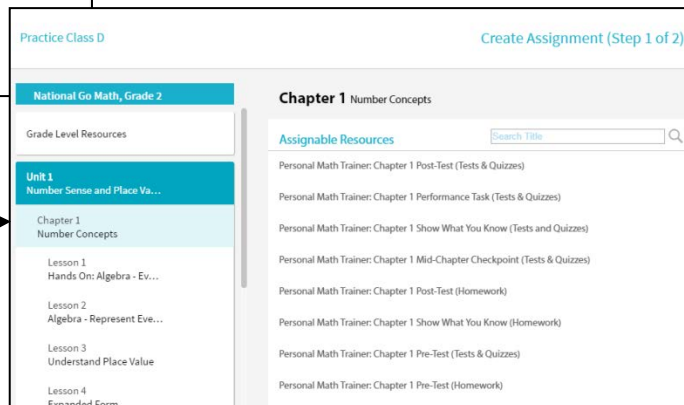 Practice Class D
Create Assignment (Step 1 of 2)
National Go Math, Grade 2
Grade Level Resources
Unit 1
Number Sense and Place Va...
Chapter 1
Number Concepts
Lesson 1
Hands On: Algebra - Ev...
Lesson 2
Algebra - Represent Eve...
Lesson 3
Understand Place Value
Lesson 4
Expanded Form
Chapter 1 Number Concepts
Assignable Resources
Search Title
Personal Math Trainer: Chapter 1 Post-Test (Tests & Quizzes)
Personal Math Trainer: Chapter 1 Performance Task (Tests & Quizzes)
Personal Math Trainer: Chapter 1 Show What You Know (Tests and Quizzes)
Personal Math Trainer: Chapter 1 Mid-Chapter Checkpoint (Tests & Quizzes)
Personal Math Trainer: Chapter 1 Post-Test (Homework)
Personal Math Trainer: Chapter 1 Show What You Know (Homework)
Personal Math Trainer: Chapter 1 Pre-Test (Tests & Quizzes)
Personal Math Trainer: Chapter 1 Pre-Test (Homework)